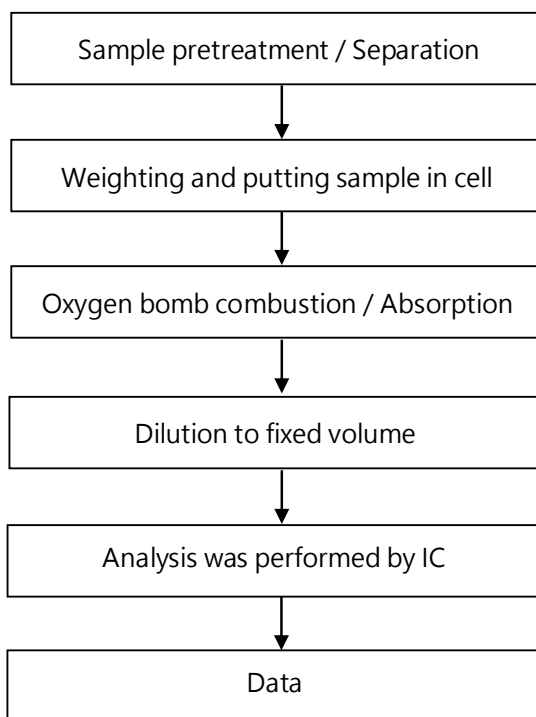 Sample pretreatment / Separation
Weighting and putting sample in cell
Oxygen bomb combustion / Absorption
Dilution to fixed volume
Analysis was performed by IC
Data